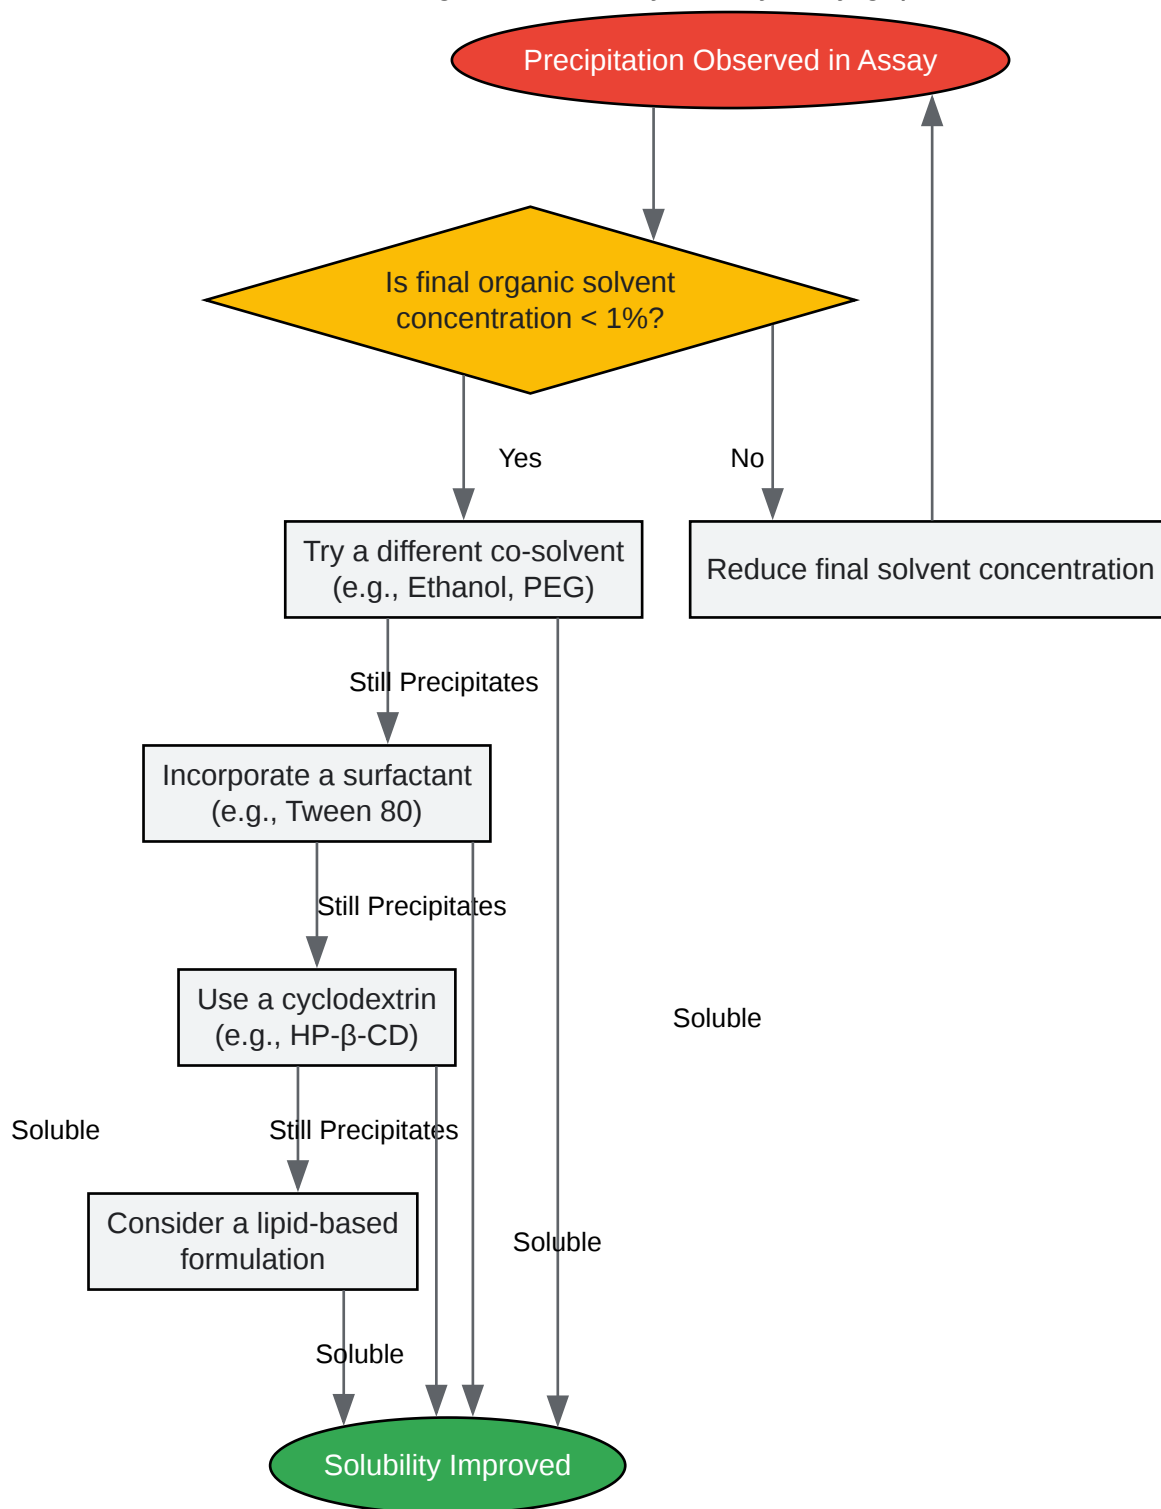 Precipitation Observed in Assay
Is final organic solvent
concentration < 1%?
Yes
No
Try a different co-solvent
(e.g., Ethanol, PEG)
Reduce final solvent concentration
Still Precipitates
Incorporate a surfactant
(e.g., Tween 80)
Still Precipitates
Use a cyclodextrin
(e.g., HP-β-CD)
Soluble
Soluble
Still Precipitates
Consider a lipid-based
formulation
Soluble
Soluble
Solubility Improved